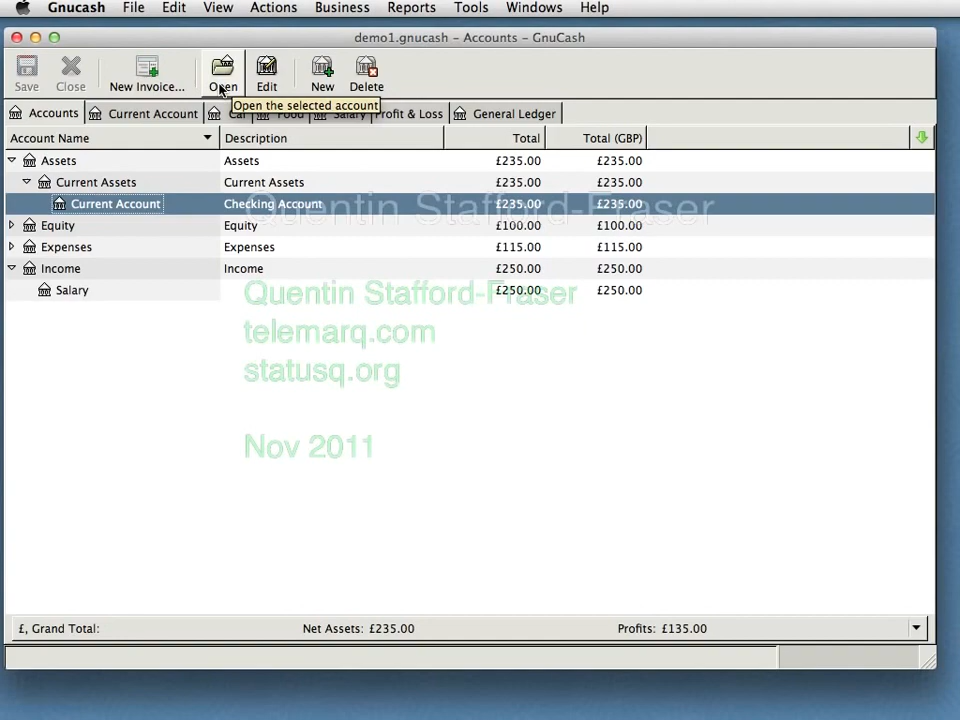 Gnucash File Edit View Actions Business Reports Tools Windows Help
demo1.gnucash – Accounts – GnuCash
Save Close New Invoice... Open Edit New Delete
Open the selected account
Accounts Current Account Car Food Salary Profit & Loss General Ledger
Account Name Description Total Total (GBP)
Assets Assets £235.00 £235.00
Current Assets Current Assets £235.00 £235.00
Current Account Checking Account £235.00 £235.00
Quentin Stafford-Fraser
Equity Equity £100.00 £100.00
Expenses Expenses £115.00 £115.00
Income Income £250.00 £250.00
Salary £250.00 £250.00
Quentin Stafford-Fraser
telemarq.com
statusq.org
Nov 2011
£, Grand Total: Net Assets: £235.00 Profits: £135.00